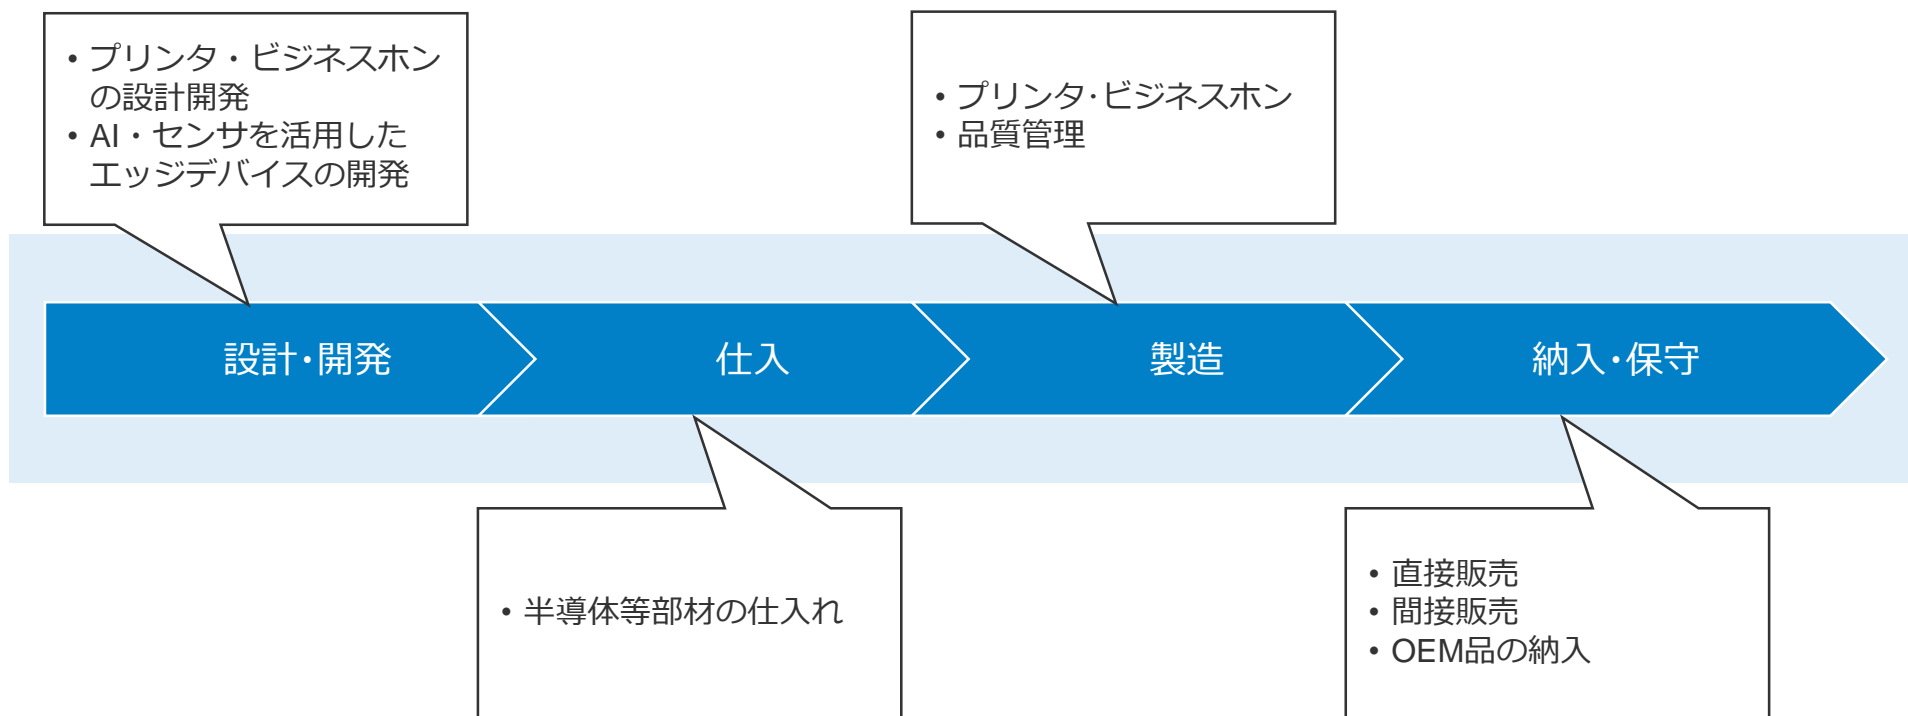 • プリンタ・ビジネスホン
の設計開発
• AI・センサを活用した
エッジデバイスの開発
• プリンタ･ビジネスホン
• 品質管理
設計･開発
仕入
製造
納入･保守
• 半導体等部材の仕入れ
• 直接販売
• 間接販売
• OEM品の納入